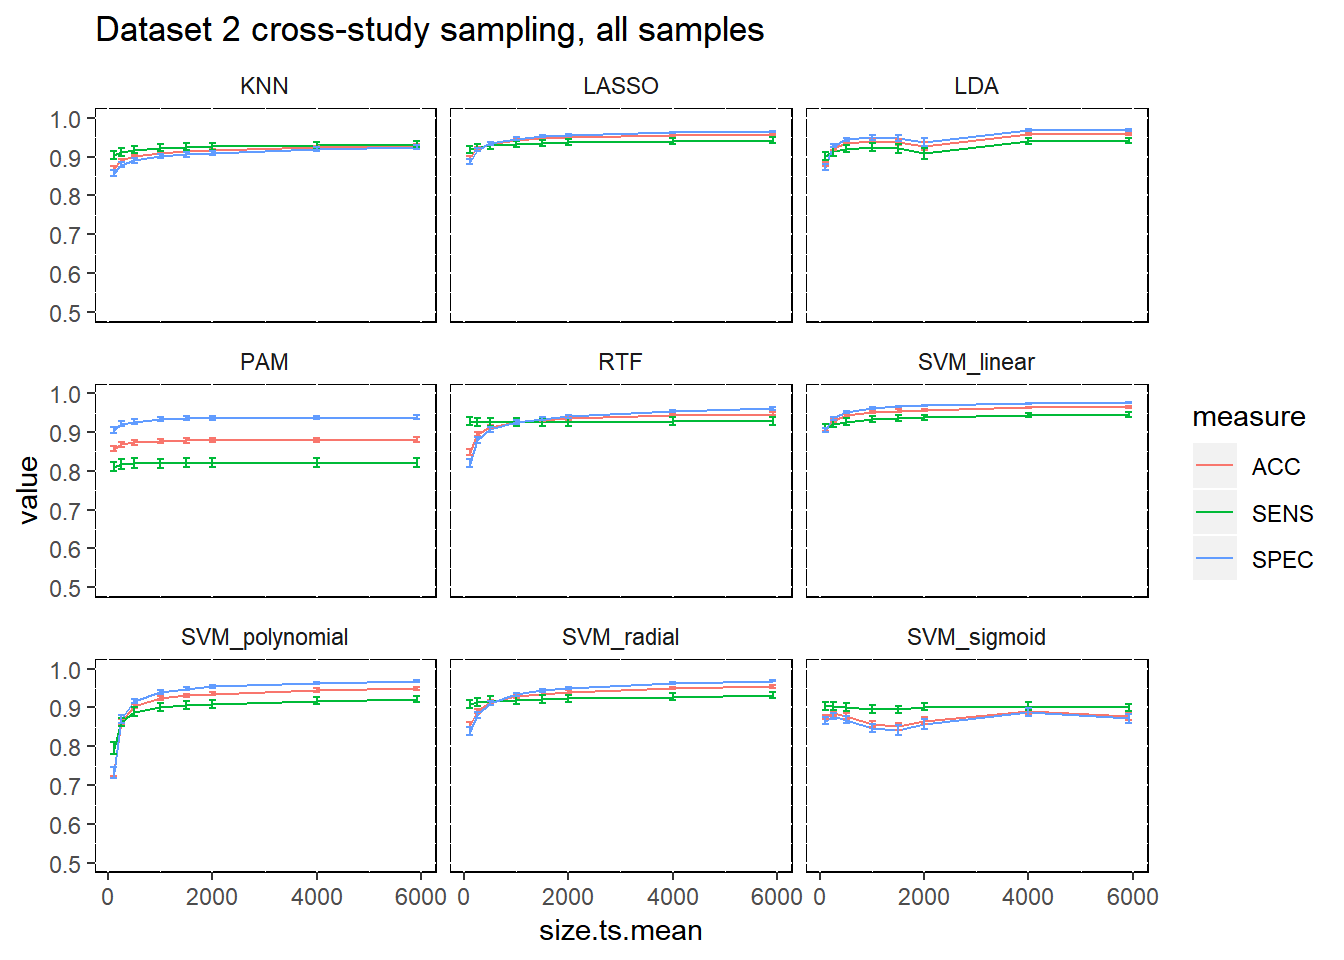 Dataset 2 cross-study sampling, all samples
KNN
LASSO
LDA
1.0
0.9
0.8
0.7
0.6
0.5
PAM
RTF
SVM_linear
1.0
0.9
0.8
0.7
0.6
0.5
SVM_polynomial
SVM_radial
SVM_sigmoid
1.0
0.9
0.8
0.7
0.6
0.5
0 2000 4000 6000
0 2000 4000 6000
0 2000 4000 6000
size.ts.mean
value
measure
ACC
SENS
SPEC